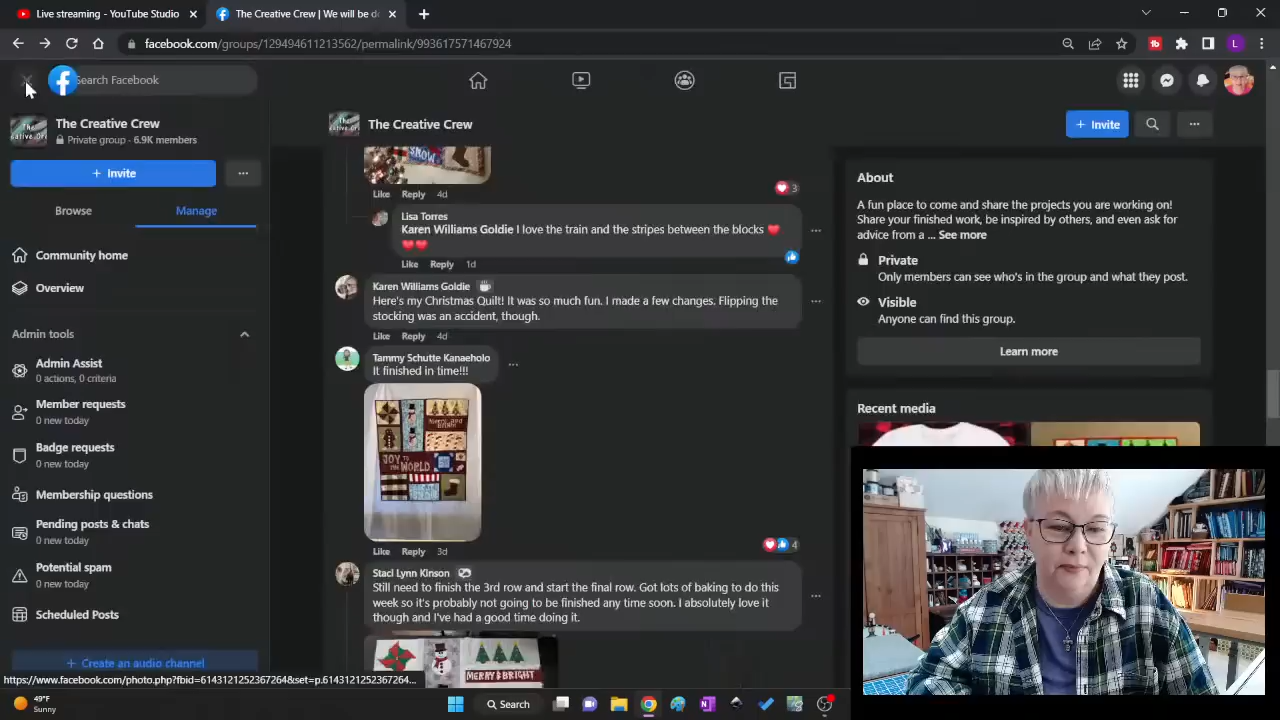 Live streaming - YouTube Studio
The Creative Crew | We will be d
facebook.com/groups/129494611213562/permalink/993617571467924
Search Facebook
The Creative Crew
Private group - 6.9K members
+ Invite
Browse
Manage
Community home
Overview
Admin tools
Admin Assist
0 actions, 0 criteria
Member requests
0 new today
Badge requests
0 new today
Membership questions
Pending posts & chats
0 new today
Potential spam
0 new today
Scheduled Posts
+ Create an audio channel
https://www.facebook.com/photo.php?fbid=6143121252367264&set=p.6143121252367264...
The Creative Crew
+ Invite
SNOW
Like Reply 4d
3
Lisa Torres
Karen Williams Goldie I love the train and the stripes between the blocks ❤
❤❤
Like Reply 1d
Karen Williams Goldie
Here's my Christmas Quilt! It was so much fun. I made a few changes. Flipping the
stocking was an accident, though.
Like Reply 4d
Tammy Schutte Kanaeholo
It finished in time!!!
JOY TO THE WORLD
Like Reply 3d
4
Staci Lynn Kinson
Still need to finish the 3rd row and start the final row. Got lots of baking to do this
week so it's probably not going to be finished any time soon. I absolutely love it
though and I've had a good time doing it.
MERRY & BRIGHT
About
A fun place to come and share the projects you are working on!
Share your finished work, be inspired by others, and even ask for
advice from a ... See more
Private
Only members can see who's in the group and what they post.
Visible
Anyone can find this group.
Learn more
Recent media
49°F
Sunny
Search